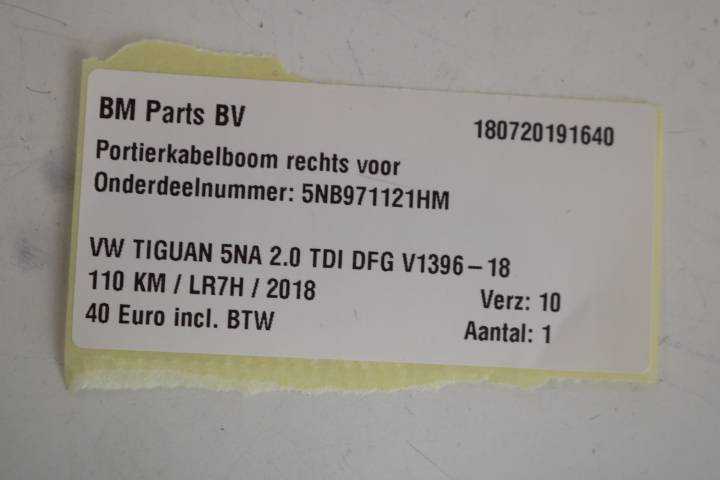 BM Parts BV 180720191640
Portierkabelboom rechts voor
Onderdeelnummer: 5NB971121HM
VW TIGUAN 5NA 2.0 TDI DFG V1396-18
110 KM / LR7H / 2018 Verz: 10
40 Euro incl. BTW Aantal: 1